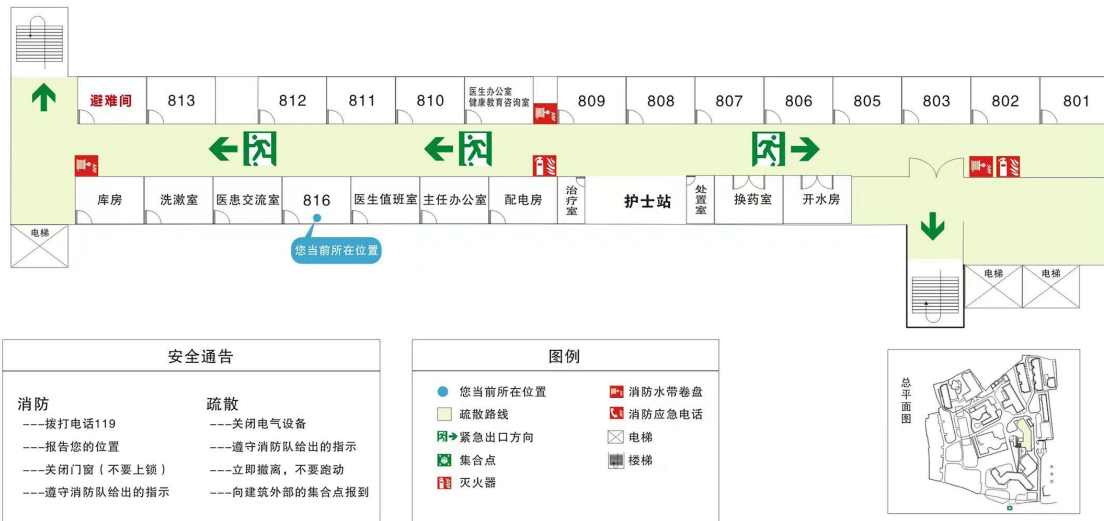 避难间
813
812
811
810
医生办公室
健康教育咨询室
809
808
807
806
805
803
802
801
库房
洗漱室
医患交流室
816
医生值班室
主任办公室
配电房
治疗室
护士站
处置室
换药室
开水房
电梯
您当前所在位置
电梯
电梯
安全通告
消防
---拨打电话119
---报告您的位置
---关闭门窗（不要上锁）
---遵守消防队给出的指示
疏散
---关闭电气设备
---遵守消防队给出的指示
---立即撤离，不要跑动
---向建筑外部的集合点报到
图例
您当前所在位置
疏散路线
紧急出口方向
集合点
灭火器
消防水带卷盘
消防应急电话
电梯
楼梯
总平面图